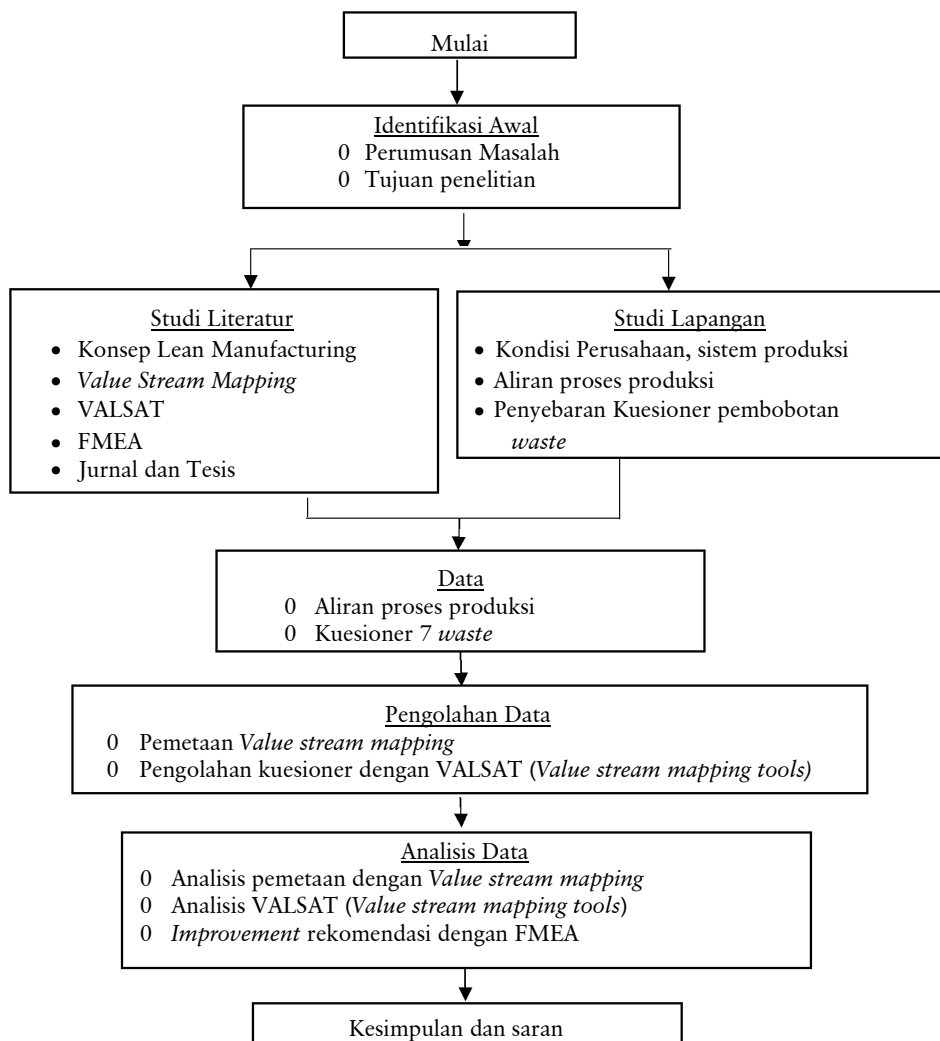 Mulai
Identifikasi Awal
0 Perumusan Masalah
0 Tujuan penelitian
Studi Literatur
• Konsep Lean Manufacturing
• Value Stream Mapping
• VALSAT
• FMEA
• Jurnal dan Tesis
Studi Lapangan
• Kondisi Perusahaan, sistem produksi
• Aliran proses produksi
• Penyebaran Kuesioner pembobotan
waste
Data
0 Aliran proses produksi
0 Kuesioner 7 waste
Pengolahan Data
0 Pemetaan Value stream mapping
0 Pengolahan kuesioner dengan VALSAT (Value stream mapping tools)
Analisis Data
0 Analisis pemetaan dengan Value stream mapping
0 Analisis VALSAT (Value stream mapping tools)
0 Improvement rekomendasi dengan FMEA
Kesimpulan dan saran